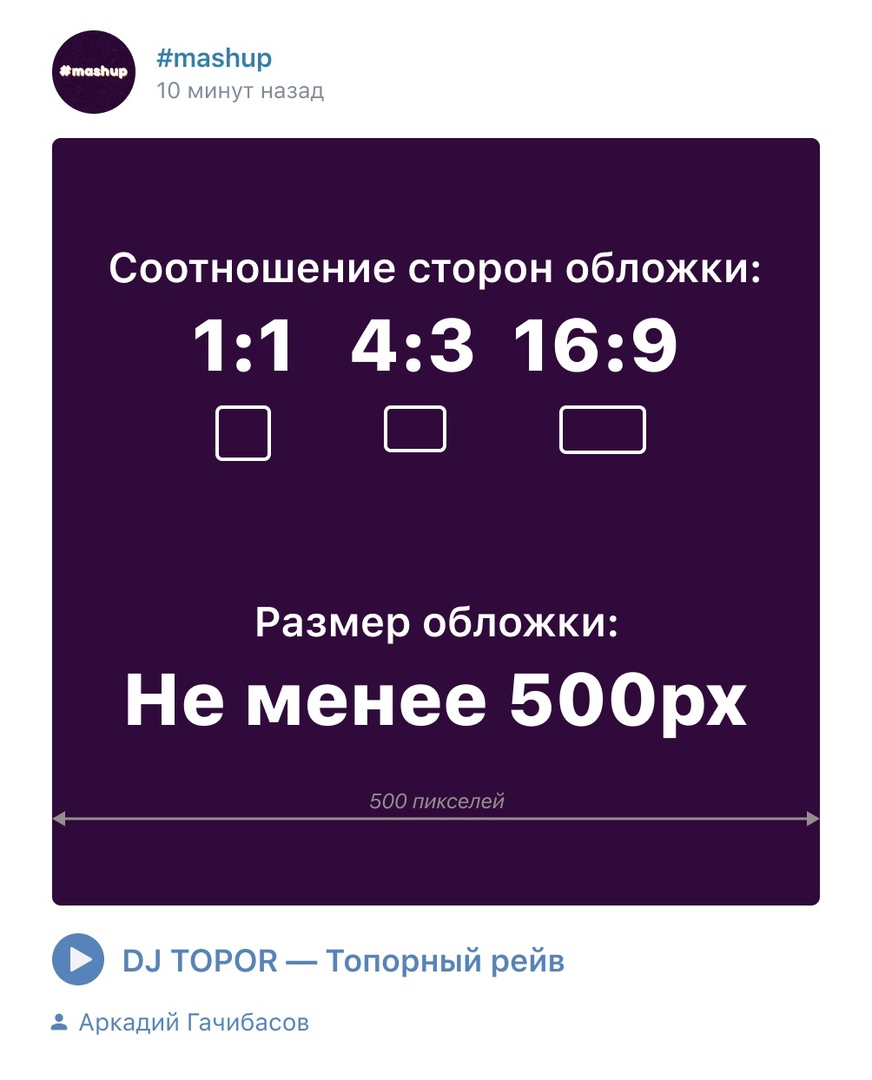 #mashup
#mashup
10 минут назад
Соотношение сторон обложки:
1:1 4:3 16:9
Размер обложки:
Не менее 500px
500 пикселей
DJ TOPOR — Топорный рейв
Аркадий Гачибасов